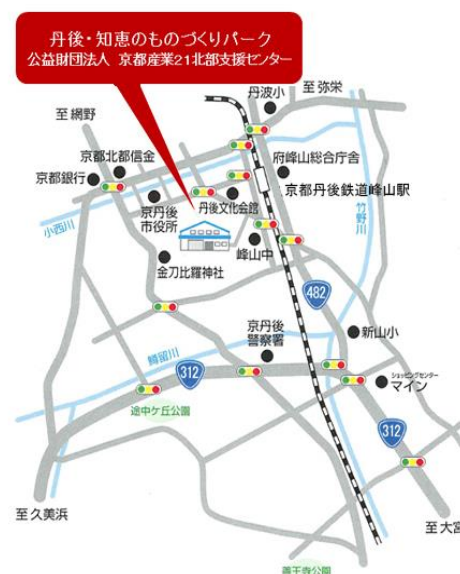 丹後・知恵のものづくりパーク
公益財団法人 京都産業21北部支援センター
至 弥栄
丹波小
至 網野
京都北都信金
京都銀行
府峰山総合庁舎
京都丹後鉄道峰山駅
京丹後
市役所
丹後文化会館
竹野川
小西川
峰山中
金刀比羅神社
482
京丹後
警察署
新山小
鱒留川
312
ショッピングセンター
マイン
途中ケ丘公園
312
至 久美浜
至 大宮
善王寺公園